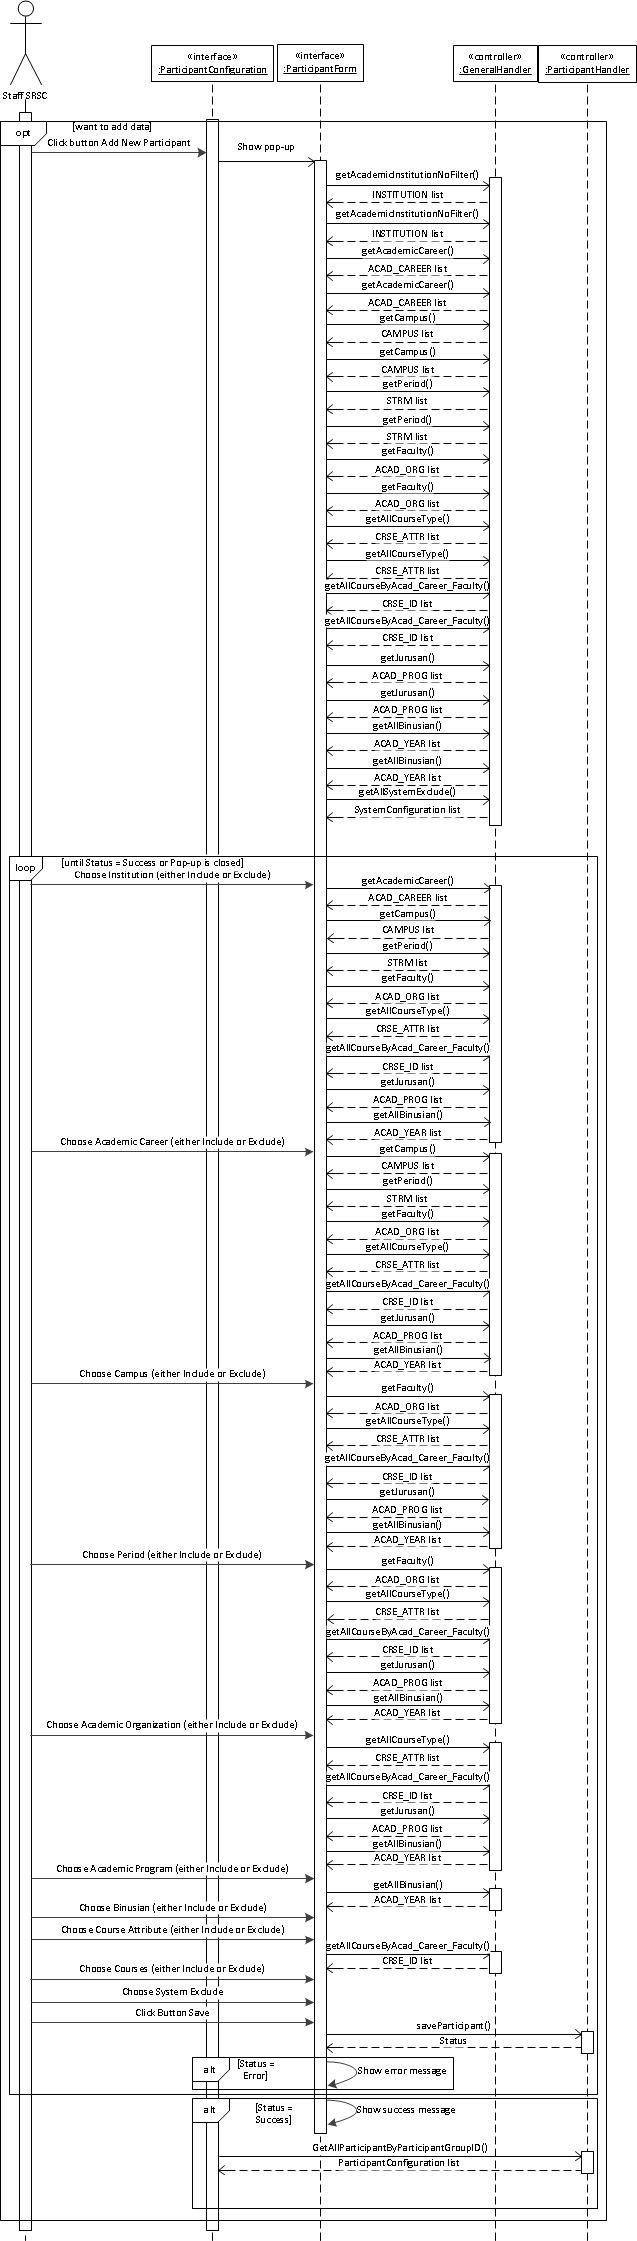 «interface»
:ParticipantConfiguration
«interface»
:ParticipantForm
«controller»
:GeneralHandler
«controller»
:ParticipantHandler
Staff SRSC
opt
[want to add data]
Click button Add New Participant
Show pop-up
getAcademicInstitutionNoFilter()
INSTITUTION list
getAcademicInstitutionNoFilter()
INSTITUTION list
getAcademicCareer()
ACAD_CAREER list
getAcademicCareer()
ACAD_CAREER list
getCampus()
CAMPUS list
getCampus()
CAMPUS list
getPeriod()
STRM list
getPeriod()
STRM list
getFaculty()
ACAD_ORG list
getFaculty()
ACAD_ORG list
getAllCourseType()
CRSE_ATTR list
getAllCourseType()
CRSE_ATTR list
getAllCourseByAcad_Career_Faculty()
CRSE_ID list
getAllCourseByAcad_Career_Faculty()
CRSE_ID list
getJurusan()
ACAD_PROG list
getJurusan()
ACAD_PROG list
getAllBinusian()
ACAD_YEAR list
getAllBinusian()
ACAD_YEAR list
getAllSystemExclude()
SystemConfiguration list
loop
[until Status = Success or Pop-up is closed]
Choose Institution (either Include or Exclude)
getAcademicCareer()
ACAD_CAREER list
getCampus()
CAMPUS list
getPeriod()
STRM list
getFaculty()
ACAD_ORG list
getAllCourseType()
CRSE_ATTR list
getAllCourseByAcad_Career_Faculty()
CRSE_ID list
getJurusan()
ACAD_PROG list
getAllBinusian()
ACAD_YEAR list
Choose Academic Career (either Include or Exclude)
getCampus()
CAMPUS list
getPeriod()
STRM list
getFaculty()
ACAD_ORG list
getAllCourseType()
CRSE_ATTR list
getAllCourseByAcad_Career_Faculty()
CRSE_ID list
getJurusan()
ACAD_PROG list
getAllBinusian()
ACAD_YEAR list
Choose Campus (either Include or Exclude)
getFaculty()
ACAD_ORG list
getAllCourseType()
CRSE_ATTR list
getAllCourseByAcad_Career_Faculty()
CRSE_ID list
getJurusan()
ACAD_PROG list
getAllBinusian()
ACAD_YEAR list
Choose Period (either Include or Exclude)
getFaculty()
ACAD_ORG list
getAllCourseType()
CRSE_ATTR list
getAllCourseByAcad_Career_Faculty()
CRSE_ID list
getJurusan()
ACAD_PROG list
getAllBinusian()
ACAD_YEAR list
Choose Academic Organization (either Include or Exclude)
getAllCourseType()
CRSE_ATTR list
getAllCourseByAcad_Career_Faculty()
CRSE_ID list
getJurusan()
ACAD_PROG list
getAllBinusian()
ACAD_YEAR list
Choose Academic Program (either Include or Exclude)
getAllBinusian()
ACAD_YEAR list
Choose Binusian (either Include or Exclude)
Choose Course Attribute (either Include or Exclude)
getAllCourseByAcad_Career_Faculty()
CRSE_ID list
Choose Courses (either Include or Exclude)
Choose System Exclude
Click Button Save
saveParticipant()
Status
alt
[Status =
Error]
Show error message
alt
[Status =
Success]
Show success message
GetAllParticipantByParticipantGroupID()
ParticipantConfiguration list